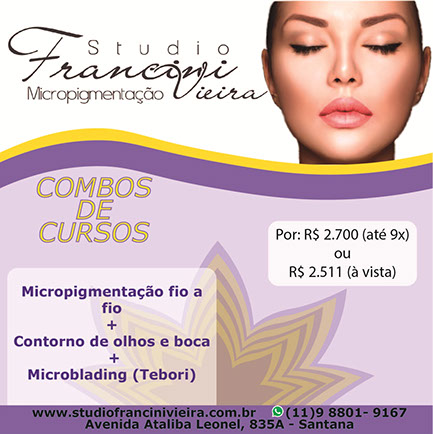 Studio
Francini
Micropigmentação Vieira
COMBOS
DE
CURSOS
Por: R$ 2.700 (até 9x)
ou
R$ 2.511 (à vista)
Micropigmentação fio a
fio
+
Contorno de olhos e boca
+
Microblading (Tebori)
www.studiofrancinivieira.com.br (11)9 8801- 9167
Avenida Ataliba Leonel, 835A - Santana